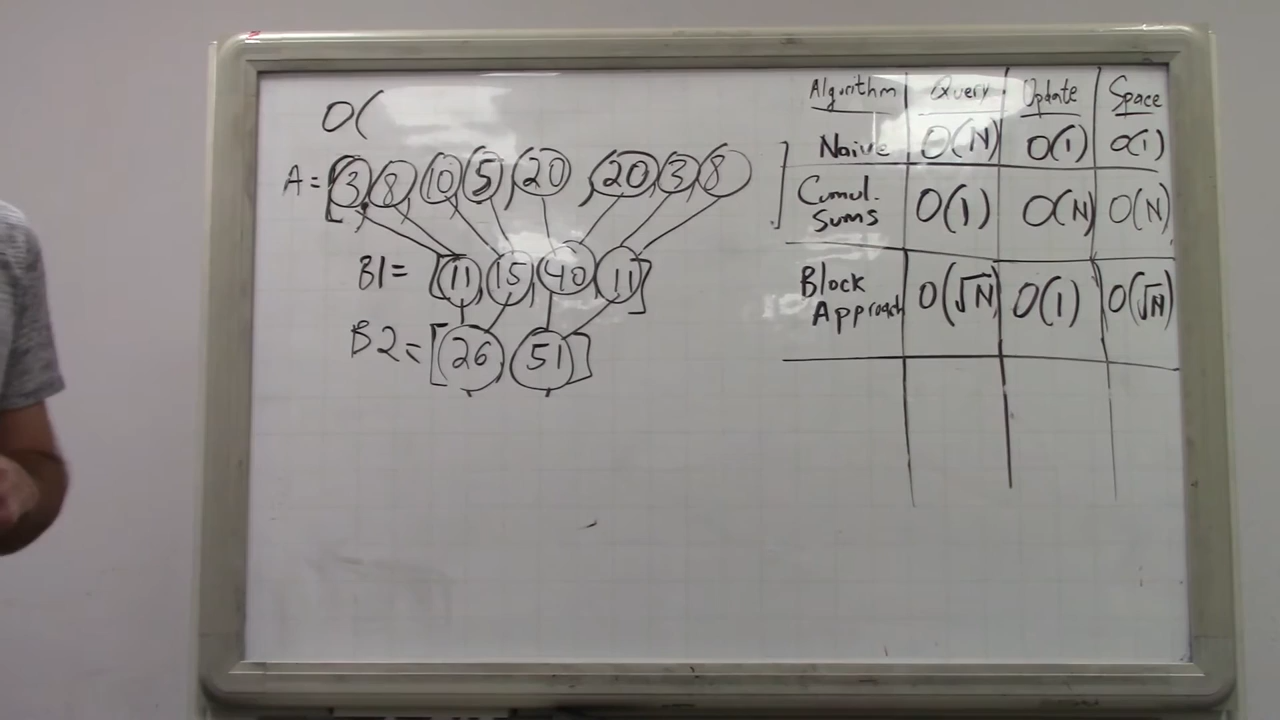 O(
A = [3, 8, 10, 5, 20, 20, 3, 8
B1 = [11, 15, 40, 11]
B2 = [26, 51]
Algorithm Query Update Space
Naive O(N) O(1) O(1)
Cumul. Sums O(1) O(N) O(N)
Block Approach O(√N) O(1) O(√N)